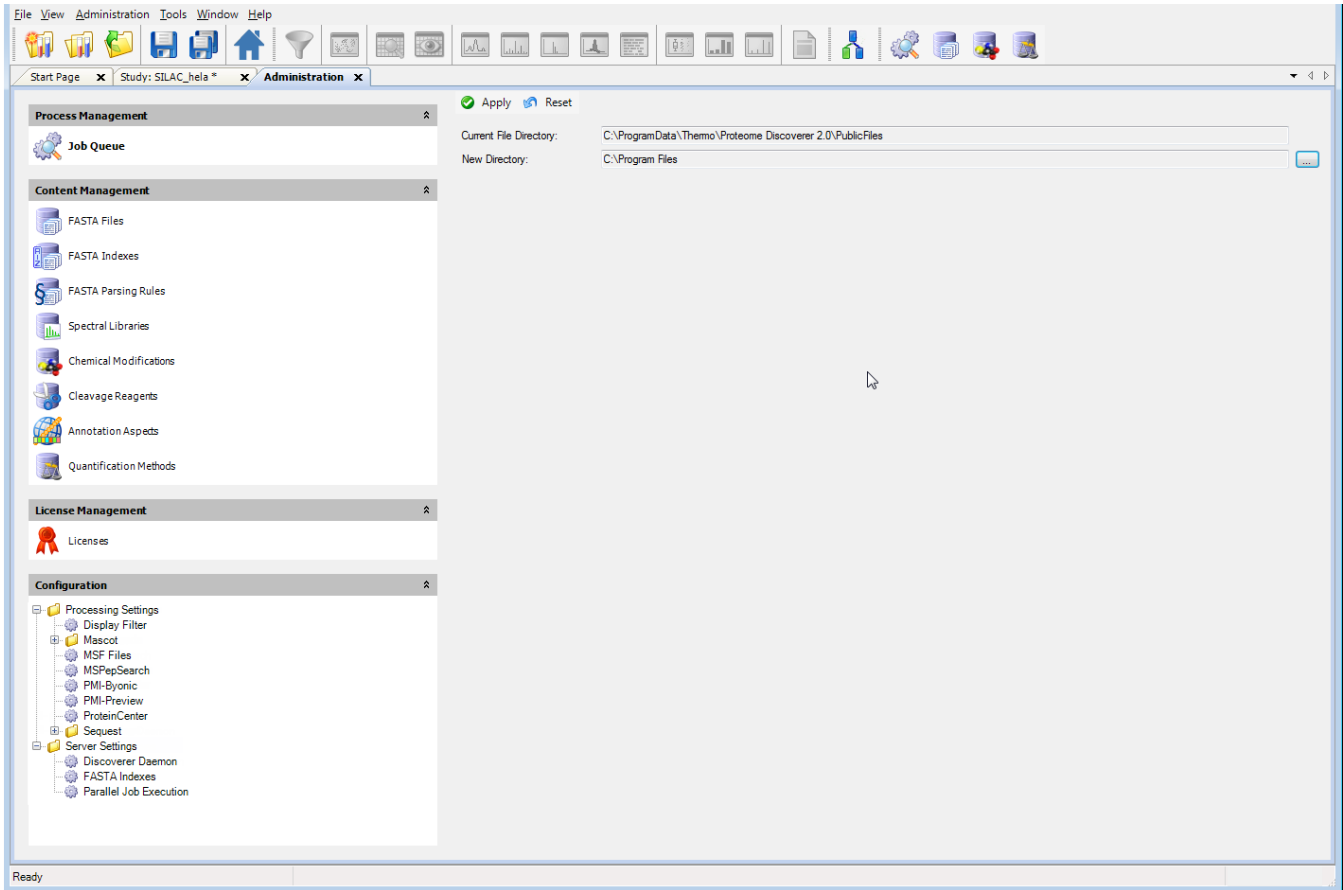 File View Administration Tools Window Help
Start Page Study: SILAC_hela * Administration
Process Management
Job Queue
Content Management
FASTA Files
FASTA Indexes
FASTA Parsing Rules
Spectral Libraries
Chemical Modifications
Cleavage Reagents
Annotation Aspects
Quantification Methods
License Management
Licenses
Configuration
Processing Settings
Display Filter
Mascot
MSF Files
MSPepSearch
PMI-Byonic
PMI-Preview
ProteinCenter
Sequest
Server Settings
Discoverer Daemon
FASTA Indexes
Parallel Job Execution
Apply Reset
Current File Directory: C:\ProgramData\Thermo\Proteome Discoverer 2.0\PublicFiles
New Directory: C:\Program Files ...
Ready